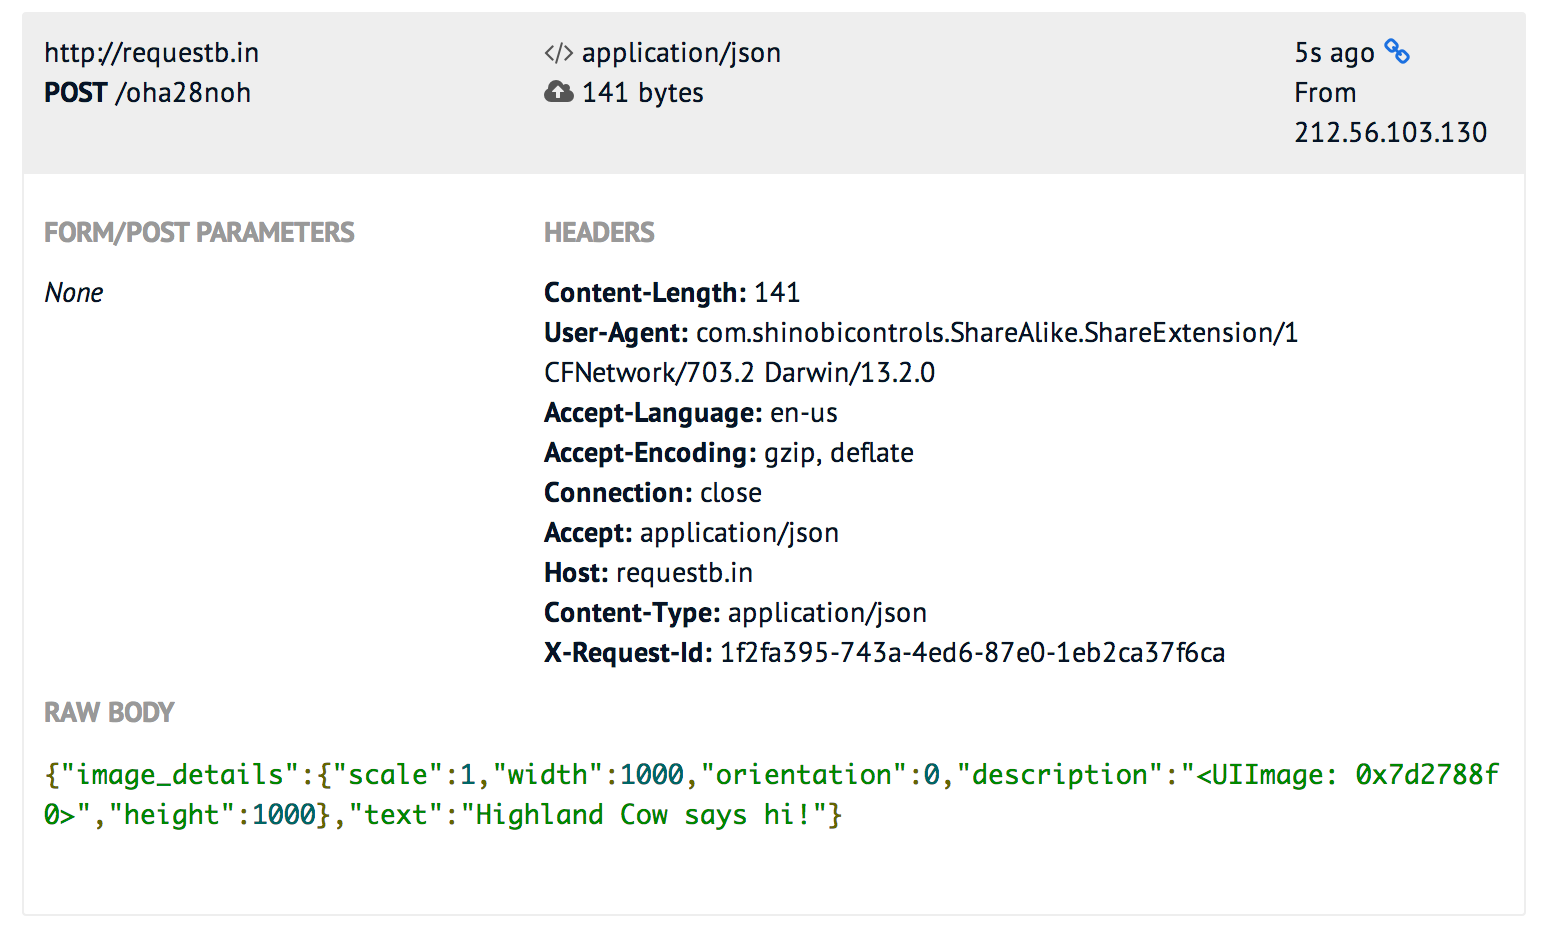 http://requestb.in
POST /oha28noh
application/json
141 bytes
5s ago
From
212.56.103.130
FORM/POST PARAMETERS
None
HEADERS
Content-Length: 141
User-Agent: com.shinobicontrols.ShareAlike.ShareExtension/1
CFNetwork/703.2 Darwin/13.2.0
Accept-Language: en-us
Accept-Encoding: gzip, deflate
Connection: close
Accept: application/json
Host: requestb.in
Content-Type: application/json
X-Request-Id: 1f2fa395-743a-4ed6-87e0-1eb2ca37f6ca
RAW BODY
{"image_details":{"scale":1,"width":1000,"orientation":0,"description":"<UIImage: 0x7d2788f
0>","height":1000},"text":"Highland Cow says hi!"}